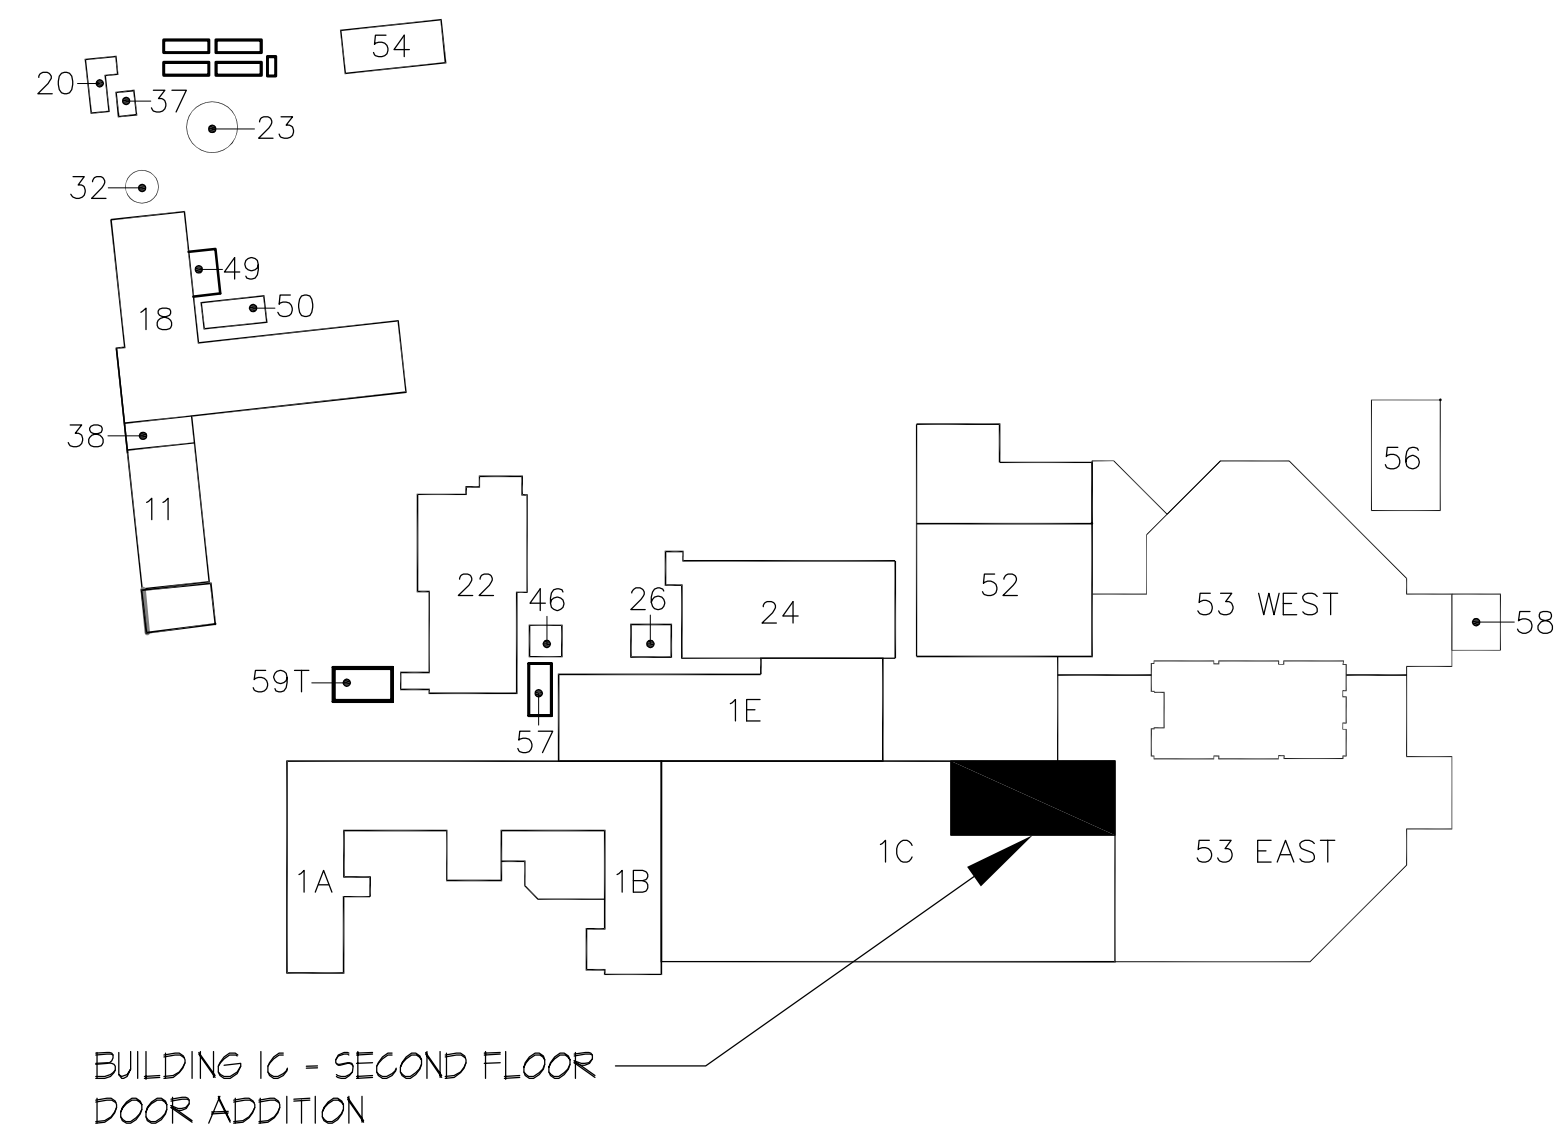 54
20
37
23
32
49
50
18
38
11
56
22
46
26
24
52
53 WEST
58
59T
1E
57
1C
53 EAST
1A
1B
BUILDING 1C - SECOND FLOOR
DOOR ADDITION